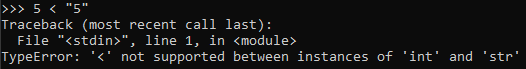 >>> 5 < "5"
Traceback (most recent call last):
  File "<stdin>", line 1, in <module>
TypeError: '<' not supported between instances of 'int' and 'str'